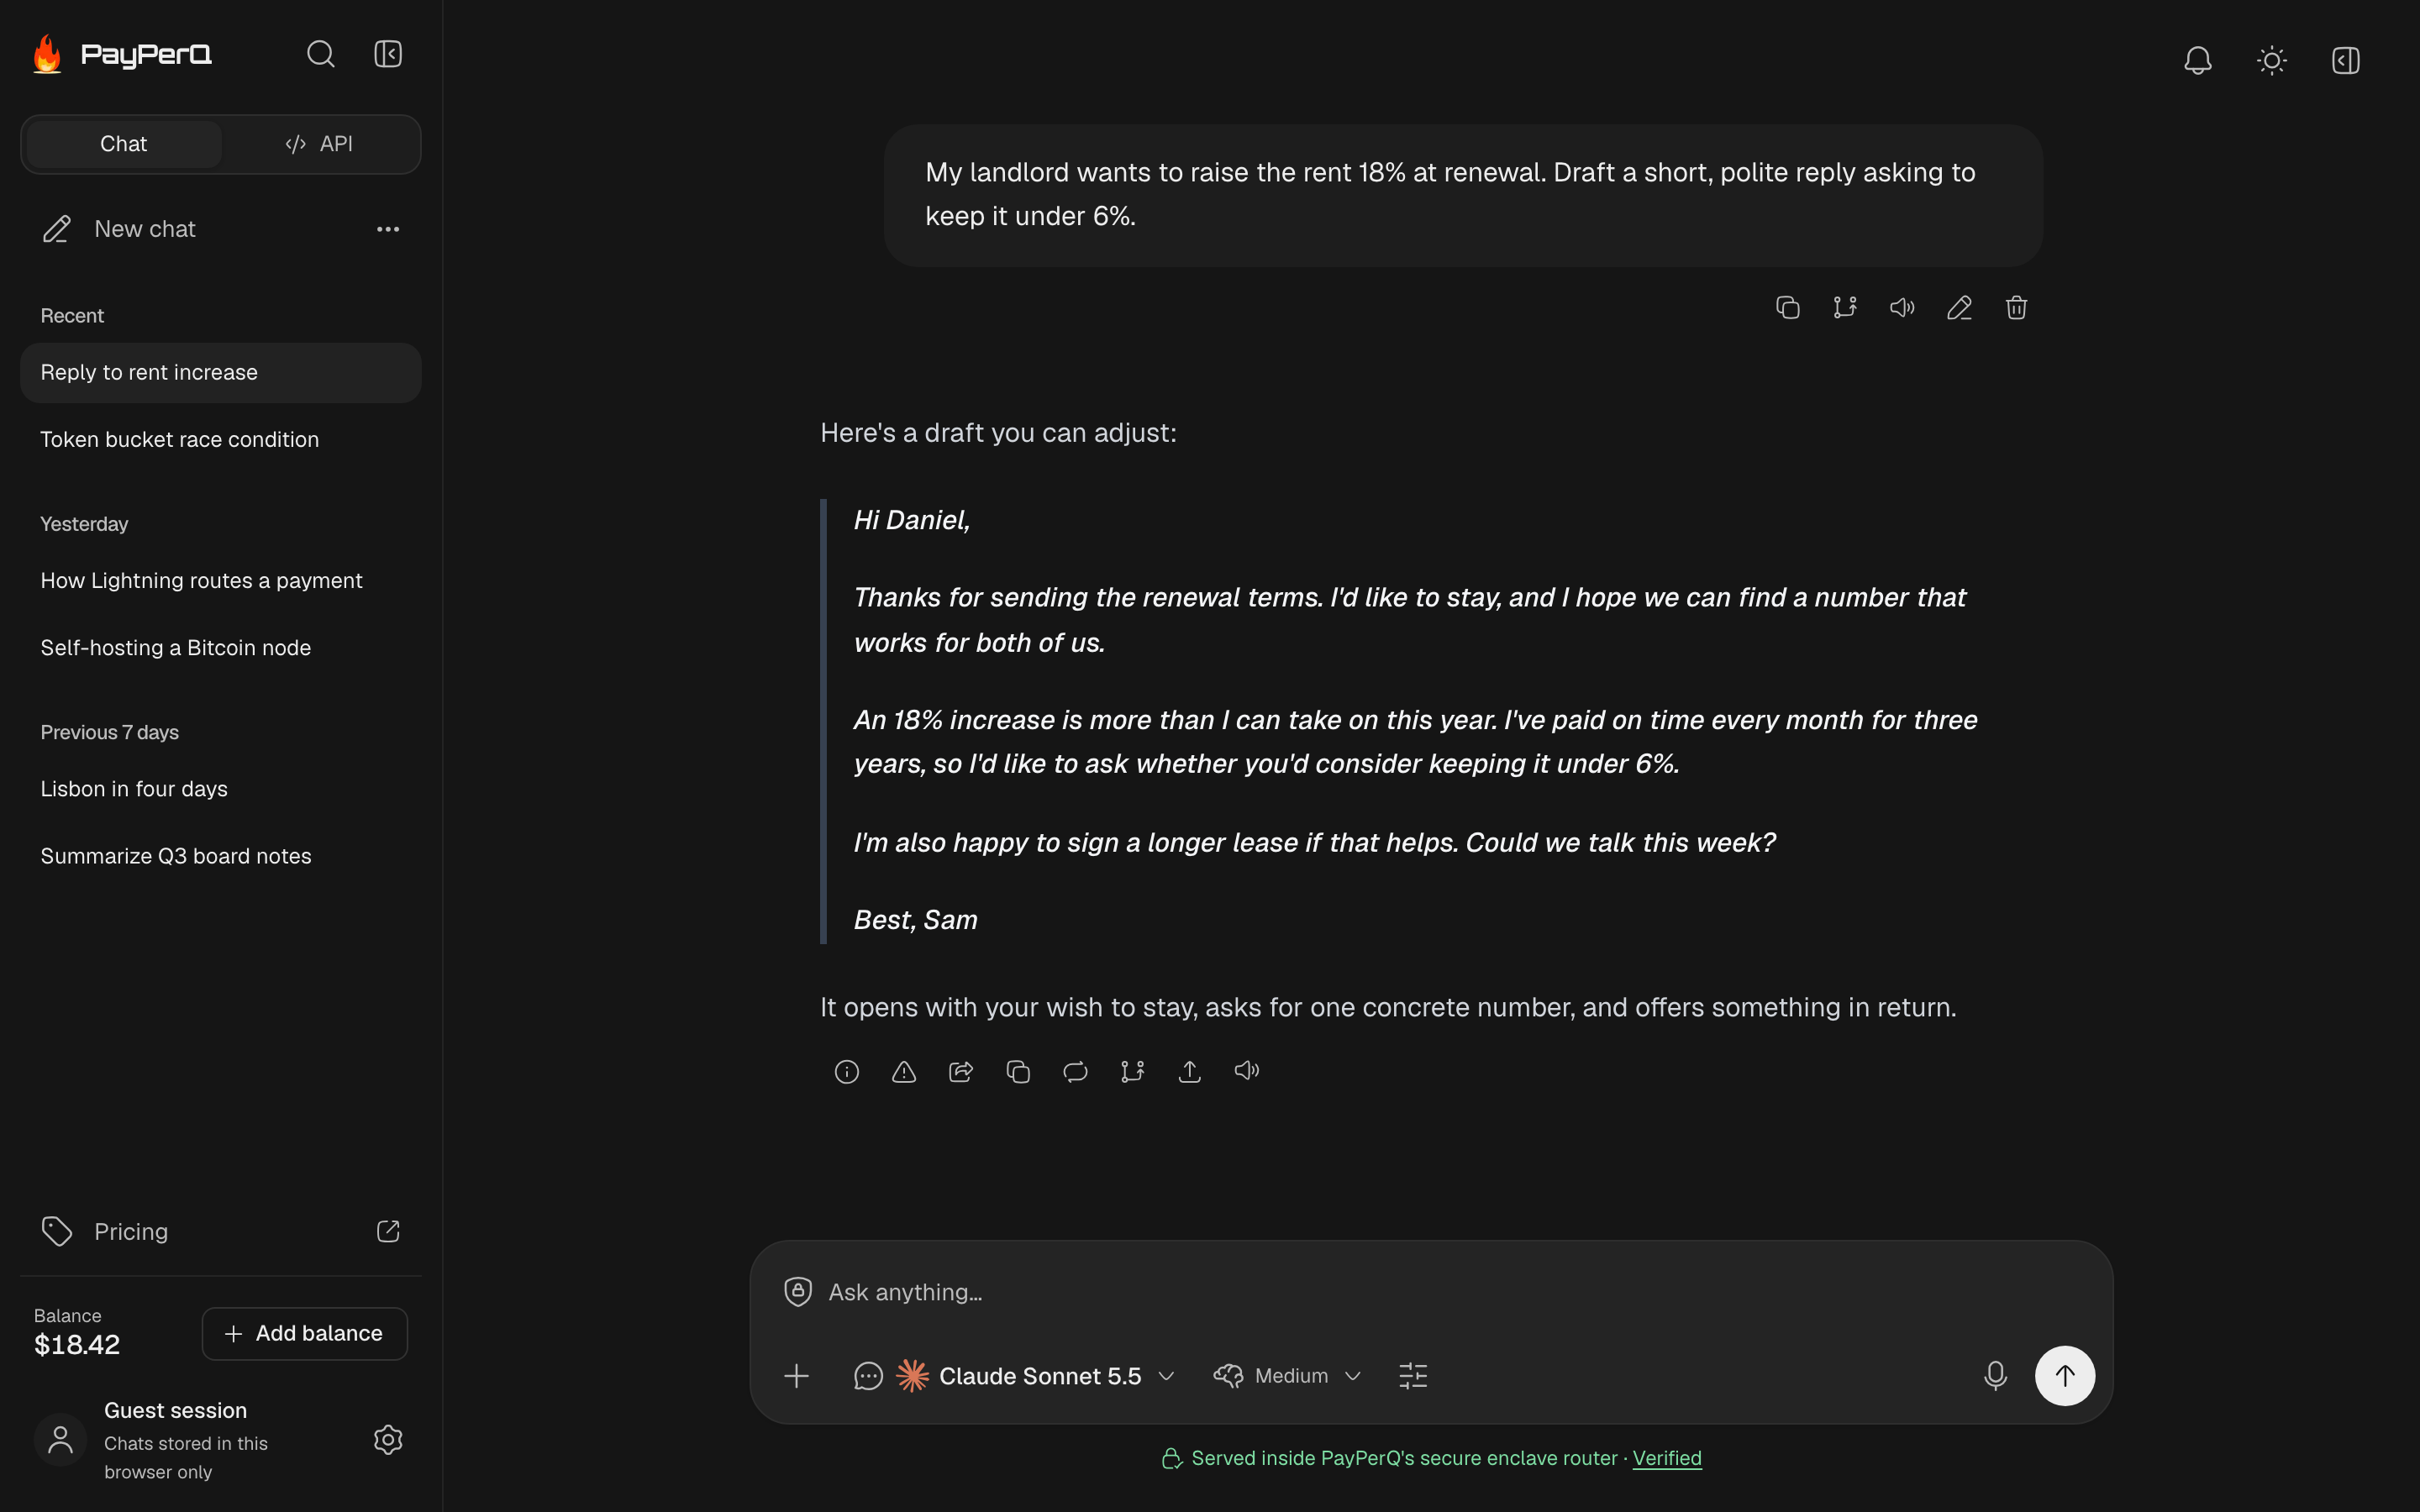 PayPerQ
Chat
API
New chat
Recent
Reply to rent increase
Token bucket race condition
Yesterday
How Lightning routes a payment
Self-hosting a Bitcoin node
Previous 7 days
Lisbon in four days
Summarize Q3 board notes
Pricing
Balance
$18.42
Add balance
Guest session
Chats stored in this
browser only
My landlord wants to raise the rent 18% at renewal. Draft a short, polite reply asking to
keep it under 6%.
Here's a draft you can adjust:
Hi Daniel,
Thanks for sending the renewal terms. I'd like to stay, and I hope we can find a number that
works for both of us.
An 18% increase is more than I can take on this year. I've paid on time every month for three
years, so I'd like to ask whether you'd consider keeping it under 6%.
I'm also happy to sign a longer lease if that helps. Could we talk this week?
Best, Sam
It opens with your wish to stay, asks for one concrete number, and offers something in return.
Ask anything…
Claude Sonnet 5.5
Medium
Served inside PayPerQ's secure enclave router · Verified